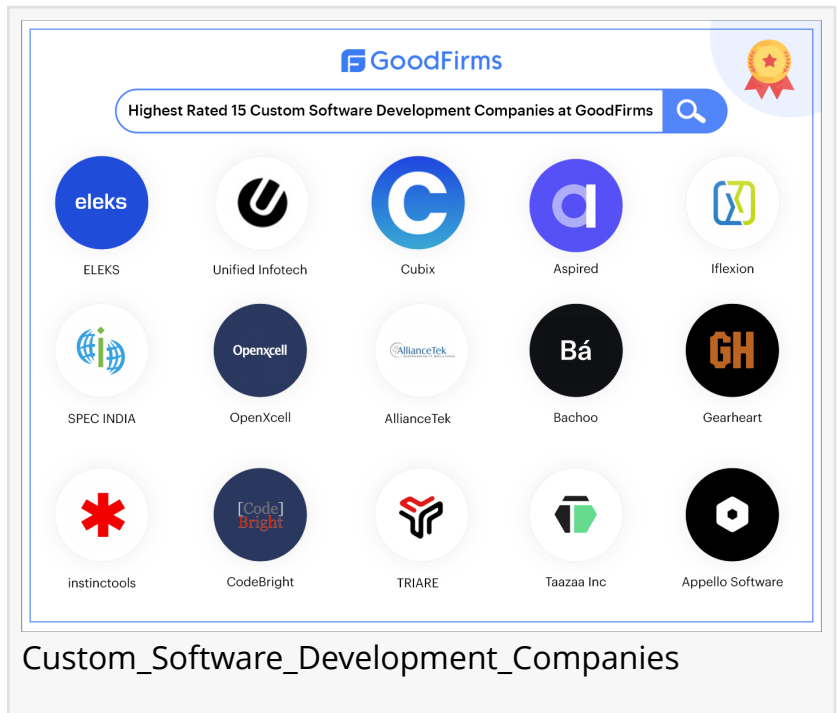 GoodFirms
Highest Rated 15 Custom Software Development Companies at GoodFirms
eleks
ELEKS
Unified Infotech
Cubix
Aspired
Iflexion
SPEC INDIA
Openxcell
OpenXcell
AllianceTek
AllianceTek
Bá
Bachoo
GH
Gearheart
instinctools
[Code]
Bright
CodeBright
TRIARE
Taazaa Inc
Appello Software
Custom_Software_Development_Companies